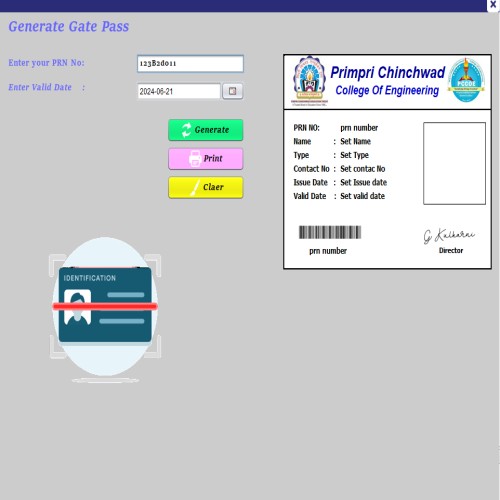 x
Generate Gate Pass
Enter your PRN No:
123B2d011
Enter Valid Date :
2024-06-21
Generate
Print
Claer
IDENTIFICATION
Primpri Chinchwad
College Of Engineering
PRN NO: prn number
Name : Set Name
Type : Set Type
Contact No : Set contac No
Issue Date : Set Issue date
Valid Date : Set valid date
prn number
G Kulkarni
Director